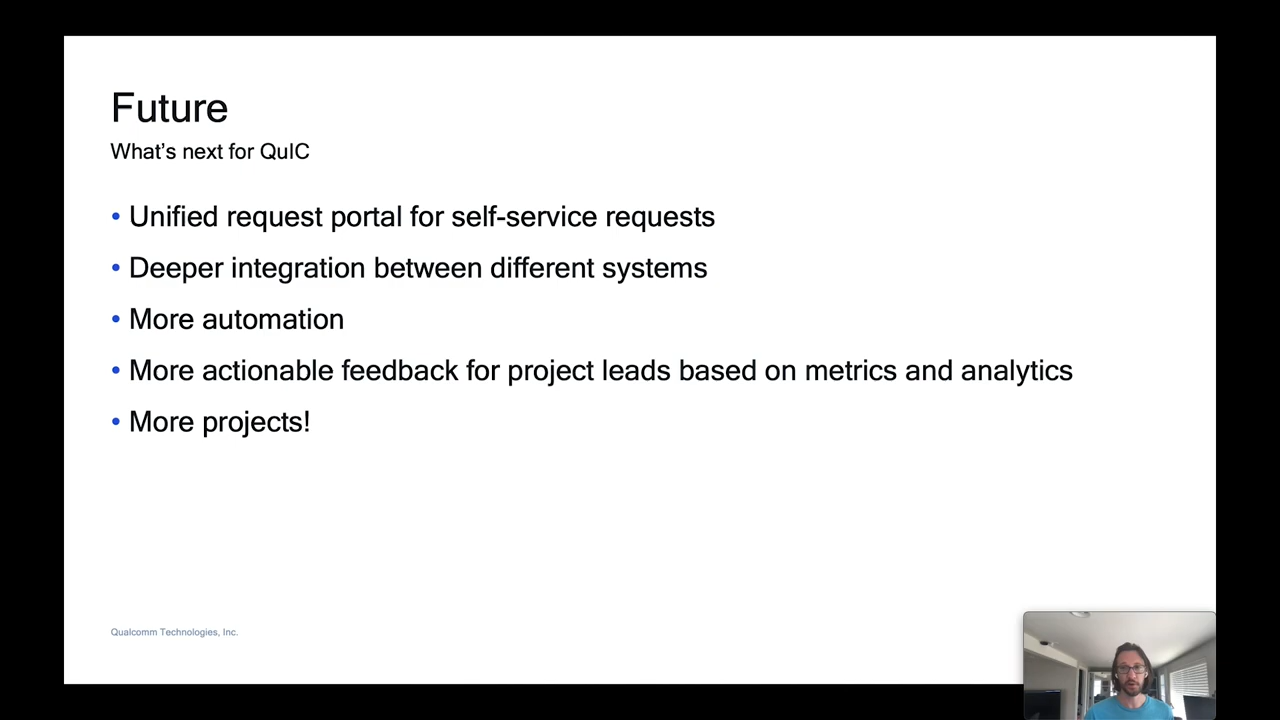 Future
What's next for QuIC
• Unified request portal for self-service requests
• Deeper integration between different systems
• More automation
• More actionable feedback for project leads based on metrics and analytics
• More projects!
Qualcomm Technologies, Inc.